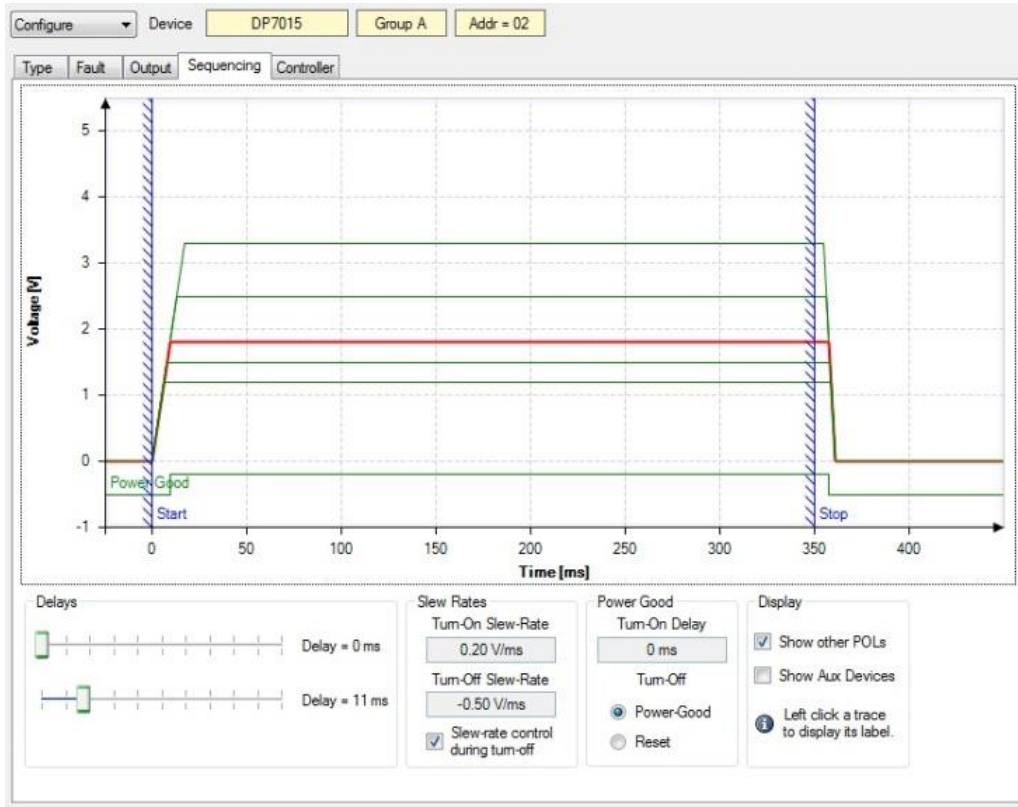 Configure Device DP7015 Group A Addr = 02
Type Fault Output Sequencing Controller
5
4
3
2
1
0
-1
Voltage [V]
Power-Good
Start
Stop
0 50 100 150 200 250 300 350 400
Time [ms]
Delays
Delay = 0 ms
Delay = 11 ms
Slew Rates
Turn-On Slew-Rate
0.20 V/ms
Turn-Off Slew-Rate
-0.50 V/ms
Slew-rate control
during turn-off
Power Good
Turn-On Delay
0 ms
Turn-Off
Power-Good
Reset
Display
Show other POLs
Show Aux Devices
Left click a trace
to display its label.